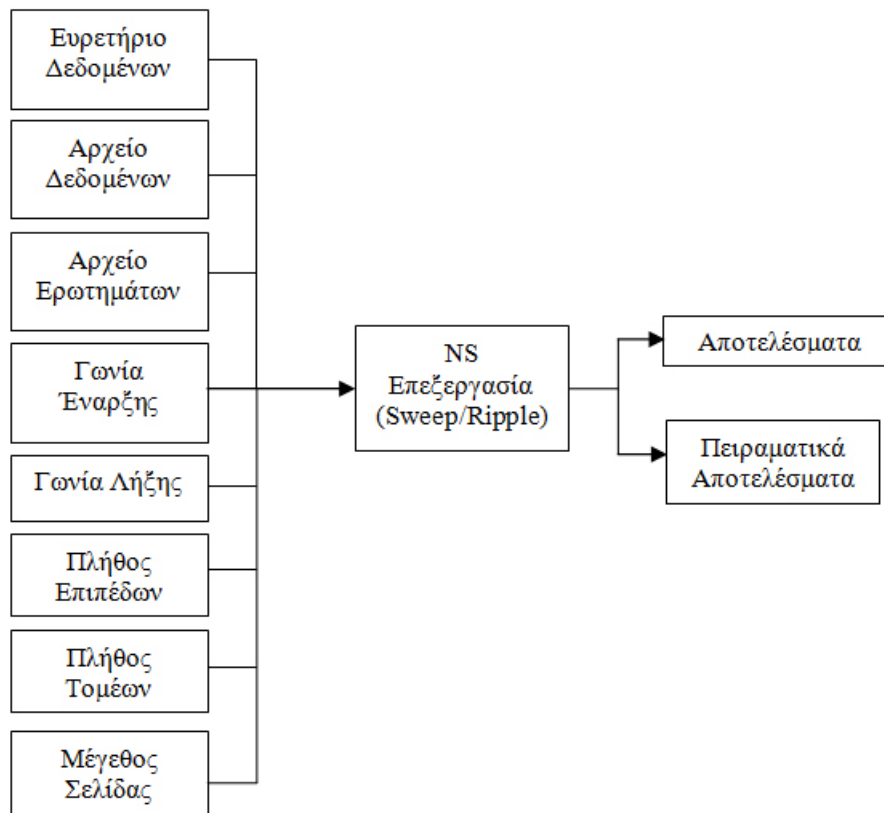 Ευρετήριο
Δεδομένων
Αρχείο
Δεδομένων
Αρχείο
Ερωτημάτων
Γωνία
Έναρξης
Γωνία Λήξης
Πλήθος
Επιπέδων
Πλήθος
Τομέων
Μέγεθος
Σελίδας
NS
Επεξεργασία
(Sweep/Ripple)
Αποτελέσματα
Πειραματικά
Αποτελέσματα